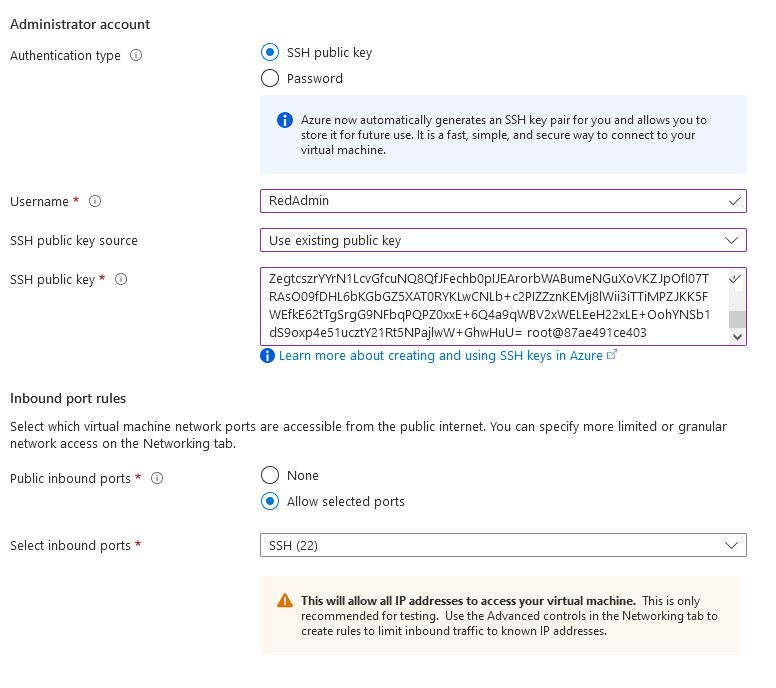 Administrator account
Authentication type
SSH public key
Password
Azure now automatically generates an SSH key pair for you and allows you to
store it for future use. It is a fast, simple, and secure way to connect to your
virtual machine.
Username *
RedAdmin
SSH public key source
Use existing public key
SSH public key *
ZegtcszrYYrN1LcvGfcuNQ8QfJFechb0pIJEArorbWABumeNGuXoVKZJpOfI07T
RAsO09fDHL6bKGbGZ5XAT0RYKLwCNLb+c2PIZZznKEMj8lWii3iTTiMPZJKK5F
WEfkE62tTgSrgG9NFbqPQPZ0xxE+6Q4a9qWBV2xWELEeH22xLE+OohYNSb1
dS9oxp4e51ucztY21Rt5NPajlwW+GhwHuU= root@87ae491ce403
Learn more about creating and using SSH keys in Azure
Inbound port rules
Select which virtual machine network ports are accessible from the public internet. You can specify more limited or granular
network access on the Networking tab.
Public inbound ports *
None
Allow selected ports
Select inbound ports *
SSH (22)
This will allow all IP addresses to access your virtual machine. This is only
recommended for testing. Use the Advanced controls in the Networking tab to
create rules to limit inbound traffic to known IP addresses.